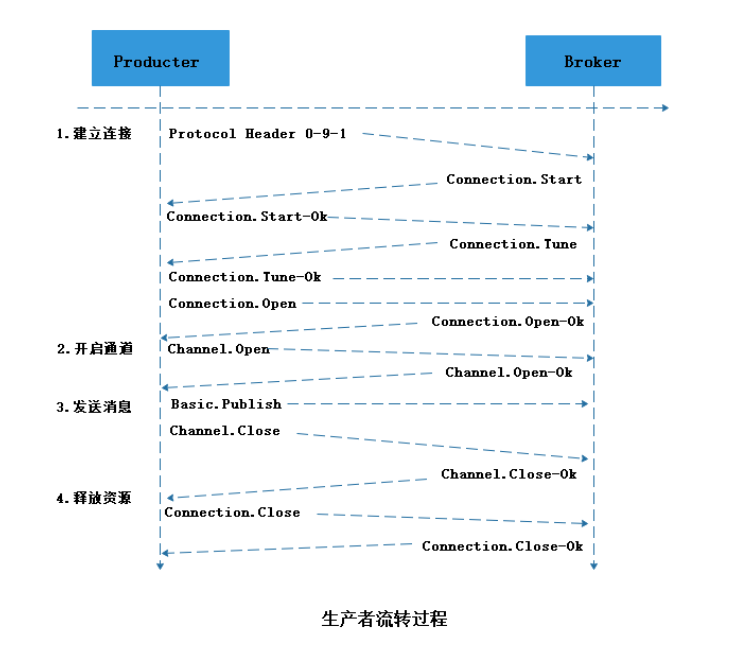 Producter
Broker
1.建立连接
Protocol Header 0-9-1
Connection.Start
Connection.Start-Ok
Connection.Tune
Connection.Tune-Ok
Connection.Open
Connection.Open-Ok
2.开启通道
Channel.Open
Channel.Open-Ok
3.发送消息
Basic.Publish
Channel.Close
Channel.Close-Ok
4.释放资源
Connection.Close
Connection.Close-Ok
生产者流转过程